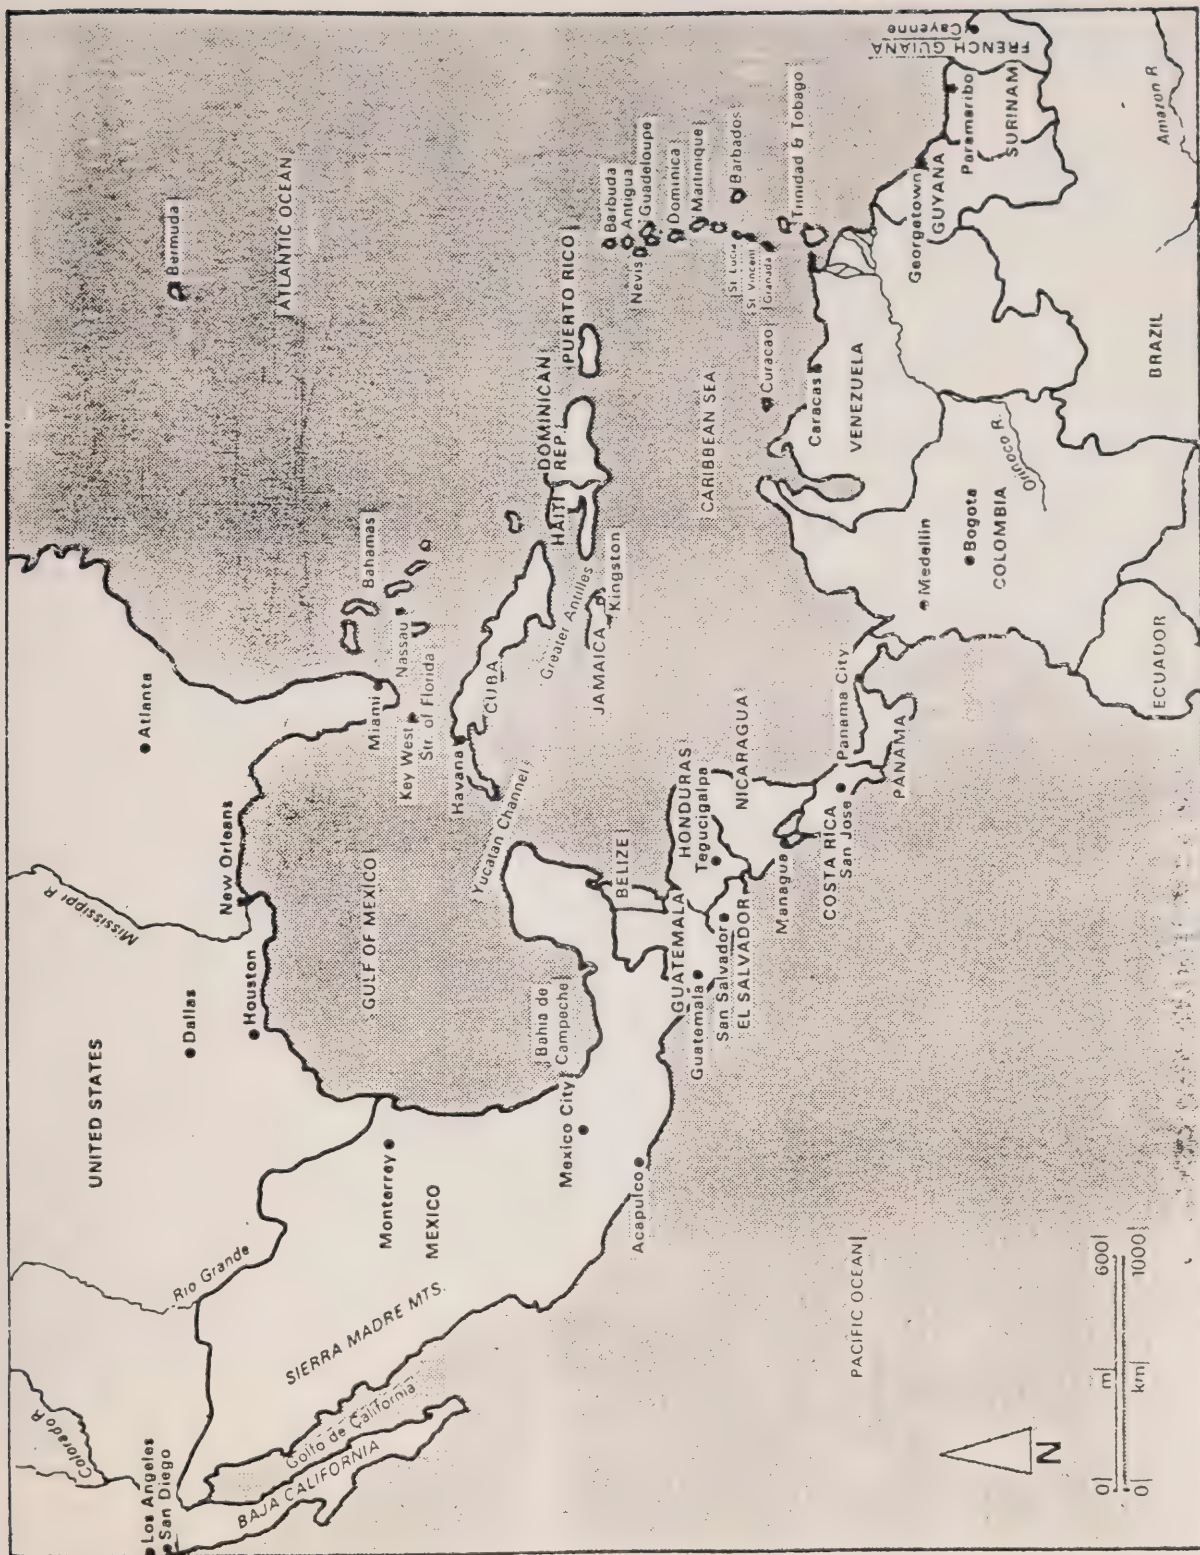 Los Angeles
San Diego
Colorado R
BAJA CALIFORNIA
Golfo de California
SIERRA MADRE MTS.
Rio Grande
UNITED STATES
Dallas
Houston
Mississippi R
New Orleans
Atlanta
Monterrey
MEXICO
Mexico City
Acapulco
Bahia de
Campeche
GULF OF MEXICO
Yucatan Channel
Miami
Key West
Str. of Florida
Nassau
Bahamas
Bermuda
ATLANTIC OCEAN
Havana
CUBA
Greater Antilles
JAMAICA
Kingston
HAITI
DOMINICAN
REP.
PUERTO RICO
Barbuda
Antigua
Nevis
Guadeloupe
Dominica
Martinique
St Lucia
St Vincent
Granada
Barbados
Trinidad & Tobago
Curacao
CARIBBEAN SEA
BELIZE
GUATEMALA
Guatemala
HONDURAS
Tegucigalpa
San Salvador
EL SALVADOR
NICARAGUA
Managua
COSTA RICA
San Jose
Panama City
PANAMA
Caracas
VENEZUELA
Georgatown
GUYANA
Paramaribo
SURINAM
FRENCH GUIANA
Cayenne
Medellin
Bogota
COLOMBIA
Orinoco R.
ECUADOR
BRAZIL
Amazon R
PACIFIC OCEAN
N
0 m 600
0 km 1000